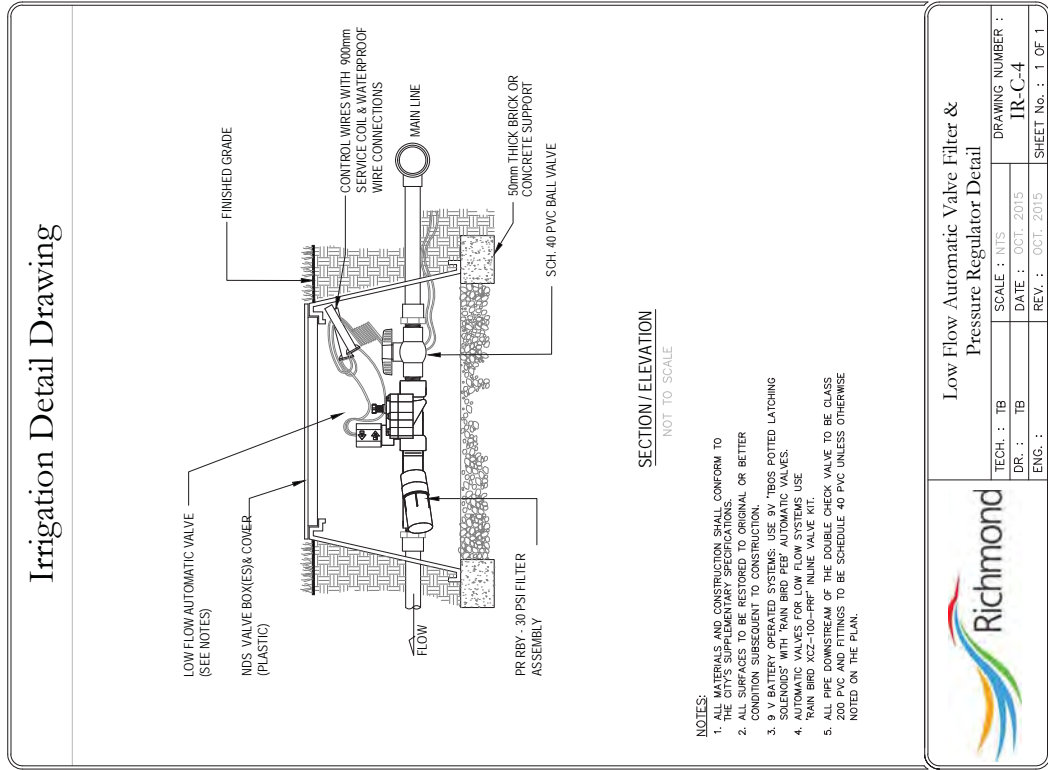 Irrigation Detail Drawing
LOW FLOW AUTOMATIC VALVE
(SEE NOTES)
NDS VALVE BOX(ES)& COVER
(PLASTIC)
FINISHED GRADE
CONTROL WIRES WITH 900mm
SERVICE COIL & WATERPROOF
WIRE CONNECTIONS
MAIN LINE
FLOW
PR RBY - 30 PSI FILTER
ASSEMBLY
50mm THICK BRICK OR
CONCRETE SUPPORT
SCH. 40 PVC BALL VALVE
SECTION / ELEVATION
NOT TO SCALE
NOTES:
1. ALL MATERIALS AND CONSTRUCTION SHALL CONFORM TO
THE CITY'S SUPPLEMENTARY SPECIFICATIONS.
2. ALL SURFACES TO BE RESTORED TO ORIGINAL OR BETTER
CONDITION SUBSEQUENT TO CONSTRUCTION.
3. 9 V BATTERY OPERATED SYSTEMS: USE 9V 'TBOS POTTED LATCHING
SOLENOIDS' WITH 'RAIN BIRD PEB' AUTOMATIC VALVES.
4. AUTOMATIC VALVES FOR LOW FLOW SYSTEMS USE
'RAIN BIRD XCZ-100-PRF' INLINE VALVE KIT.
5. ALL PIPE DOWNSTREAM OF THE DOUBLE CHECK VALVE TO BE CLASS
200 PVC AND FITTINGS TO BE SCHEDULE 40 PVC UNLESS OTHERWISE
NOTED ON THE PLAN.
Richmond
Low Flow Automatic Valve Filter &
Pressure Regulator Detail
TECH. : TB
SCALE : NTS
DRAWING NUMBER :
IR-C-4
DR. : TB
DATE : OCT. 2015
ENG. :
REV. : OCT. 2015
SHEET No. : 1 OF 1